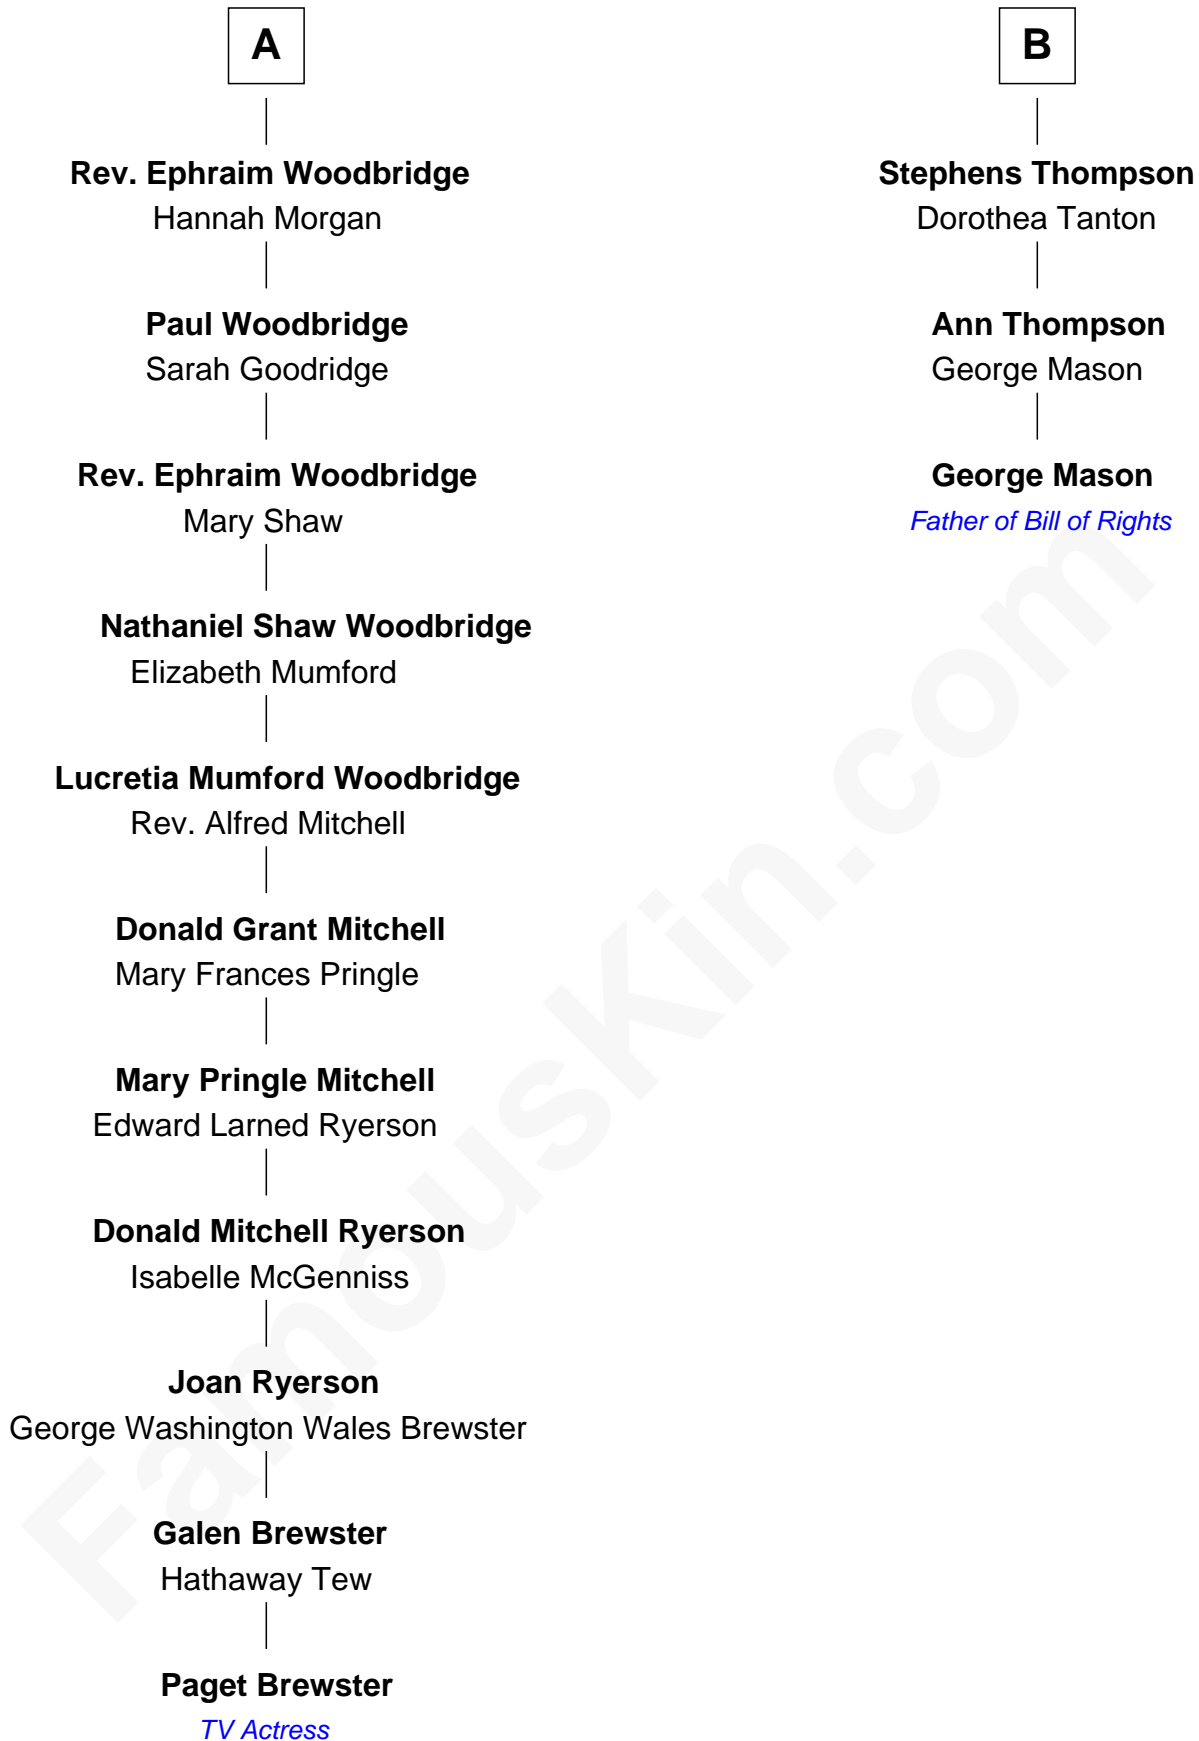 A
Rev. Ephraim Woodbridge
Hannah Morgan
Paul Woodbridge
Sarah Goodridge
Rev. Ephraim Woodbridge
Mary Shaw
Nathaniel Shaw Woodbridge
Elizabeth Mumford
Lucretia Mumford Woodbridge
Rev. Alfred Mitchell
Donald Grant Mitchell
Mary Frances Pringle
Mary Pringle Mitchell
Edward Larned Ryerson
Donald Mitchell Ryerson
Isabelle McGenniss
Joan Ryerson
George Washington Wales Brewster
Galen Brewster
Hathaway Tew
Paget Brewster
TV Actress
B
Stephens Thompson
Dorothea Tanton
Ann Thompson
George Mason
George Mason
Father of Bill of Rights
FamousKin.com